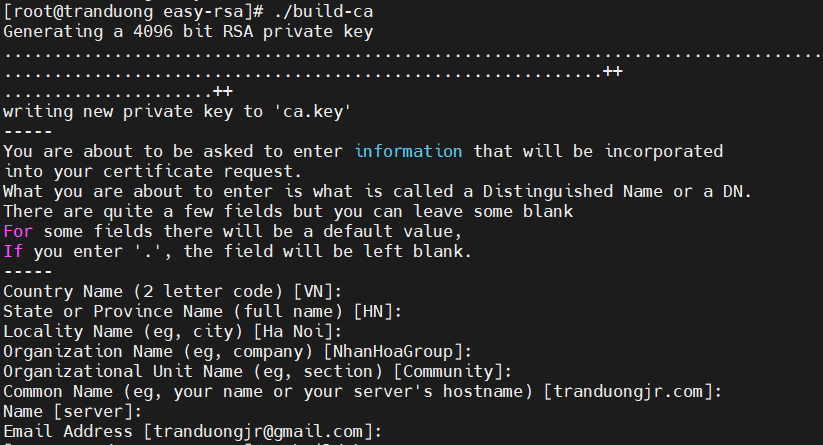 [root@tranduong easy-rsa]# ./build-ca
Generating a 4096 bit RSA private key
..................................................................................
............................................................++
.....................++
writing new private key to 'ca.key'
-----
You are about to be asked to enter information that will be incorporated
into your certificate request.
What you are about to enter is what is called a Distinguished Name or a DN.
There are quite a few fields but you can leave some blank
For some fields there will be a default value,
If you enter '.', the field will be left blank.
-----
Country Name (2 letter code) [VN]:
State or Province Name (full name) [HN]:
Locality Name (eg, city) [Ha Noi]:
Organization Name (eg, company) [NhanHoaGroup]:
Organizational Unit Name (eg, section) [Community]:
Common Name (eg, your name or your server's hostname) [tranduongjr.com]:
Name [server]:
Email Address [tranduongjr@gmail.com]: